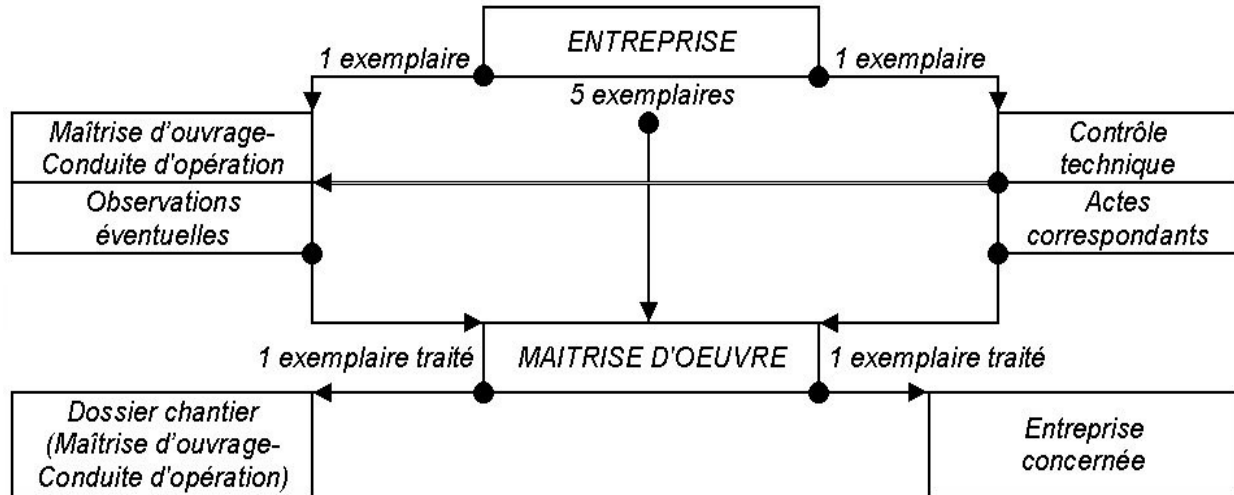 ENTREPRISE
1 exemplaire
1 exemplaire
5 exemplaires
Maîtrise d'ouvrage-
Conduite d'opération
Contrôle
technique
Observations
éventuelles
Actes
correspondants
1 exemplaire traité
MAITRISE D'OEUVRE
1 exemplaire traité
Dossier chantier
(Maîtrise d'ouvrage-
Conduite d'opération)
Entreprise
concernée